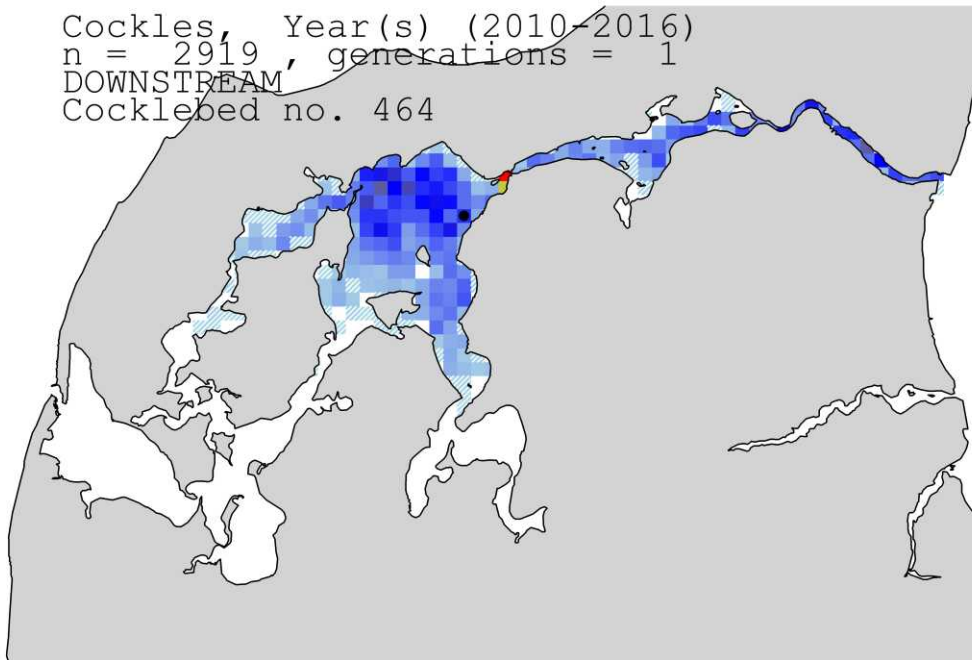 Cockles, Year(s) (2010-2016)
n = 2919 , generations = 1
DOWNSTREAM
Cocklebed no. 464